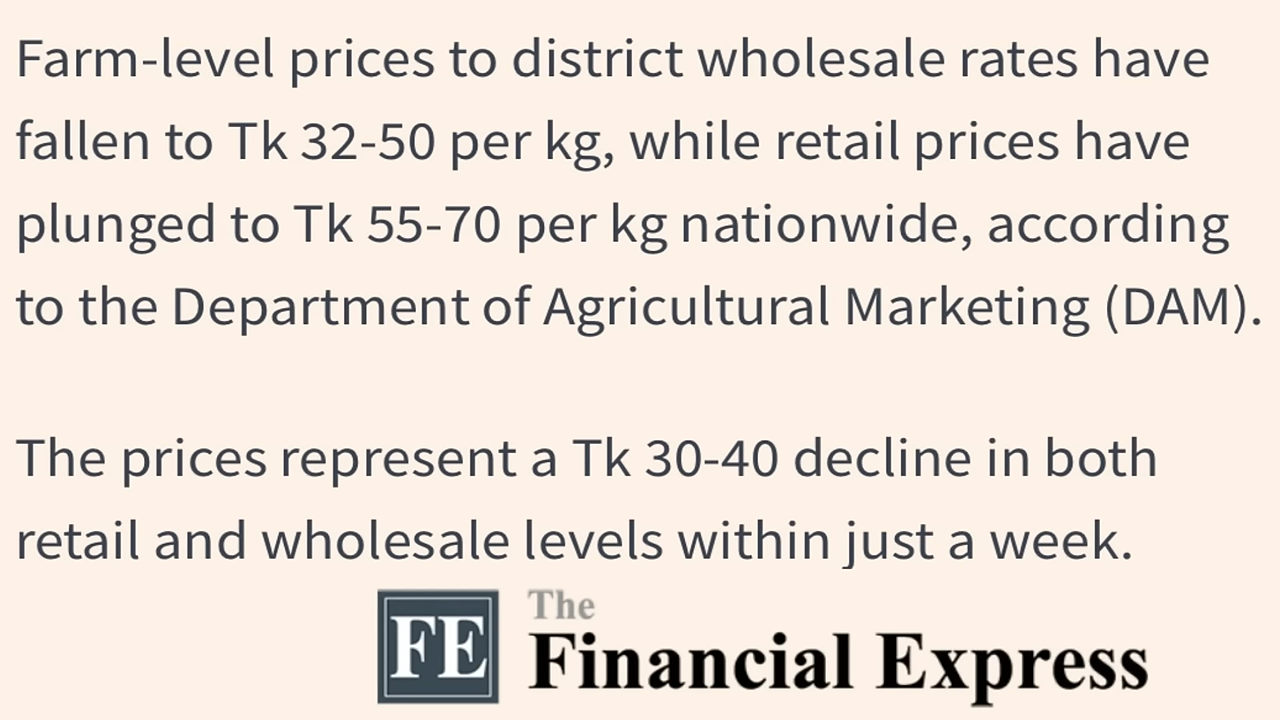 Farm-level prices to district wholesale rates have
fallen to Tk 32-50 per kg, while retail prices have
plunged to Tk 55-70 per kg nationwide, according
to the Department of Agricultural Marketing (DAM).
The prices represent a Tk 30-40 decline in both
retail and wholesale levels within just a week.
FE The
Financial Express